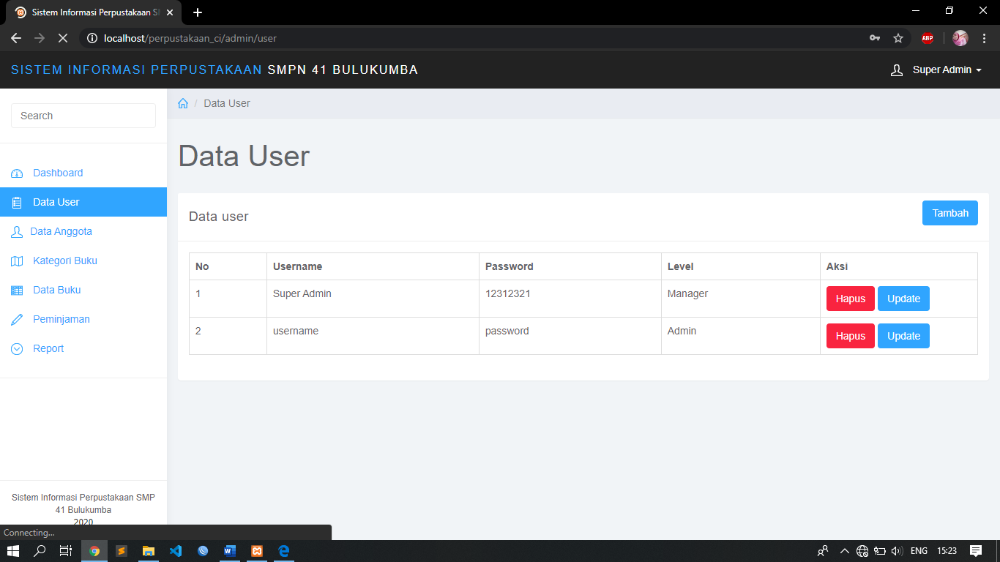 Sistem Informasi Perpustakaan S
localhost/perpustakaan_ci/admin/user
ABP
SISTEM INFORMASI PERPUSTAKAAN SMPN 41 BULUKUMBA
Super Admin
Search
/ Data User
Dashboard
Data User
Data Anggota
Kategori Buku
Data Buku
Peminjaman
Report
Data User
Data user
Tambah
No Username Password Level Aksi
1 Super Admin 12312321 Manager Hapus Update
2 username password Admin Hapus Update
Sistem Informasi Perpustakaan SMP
41 Bulukumba
2020
Connecting...
ENG 15:23